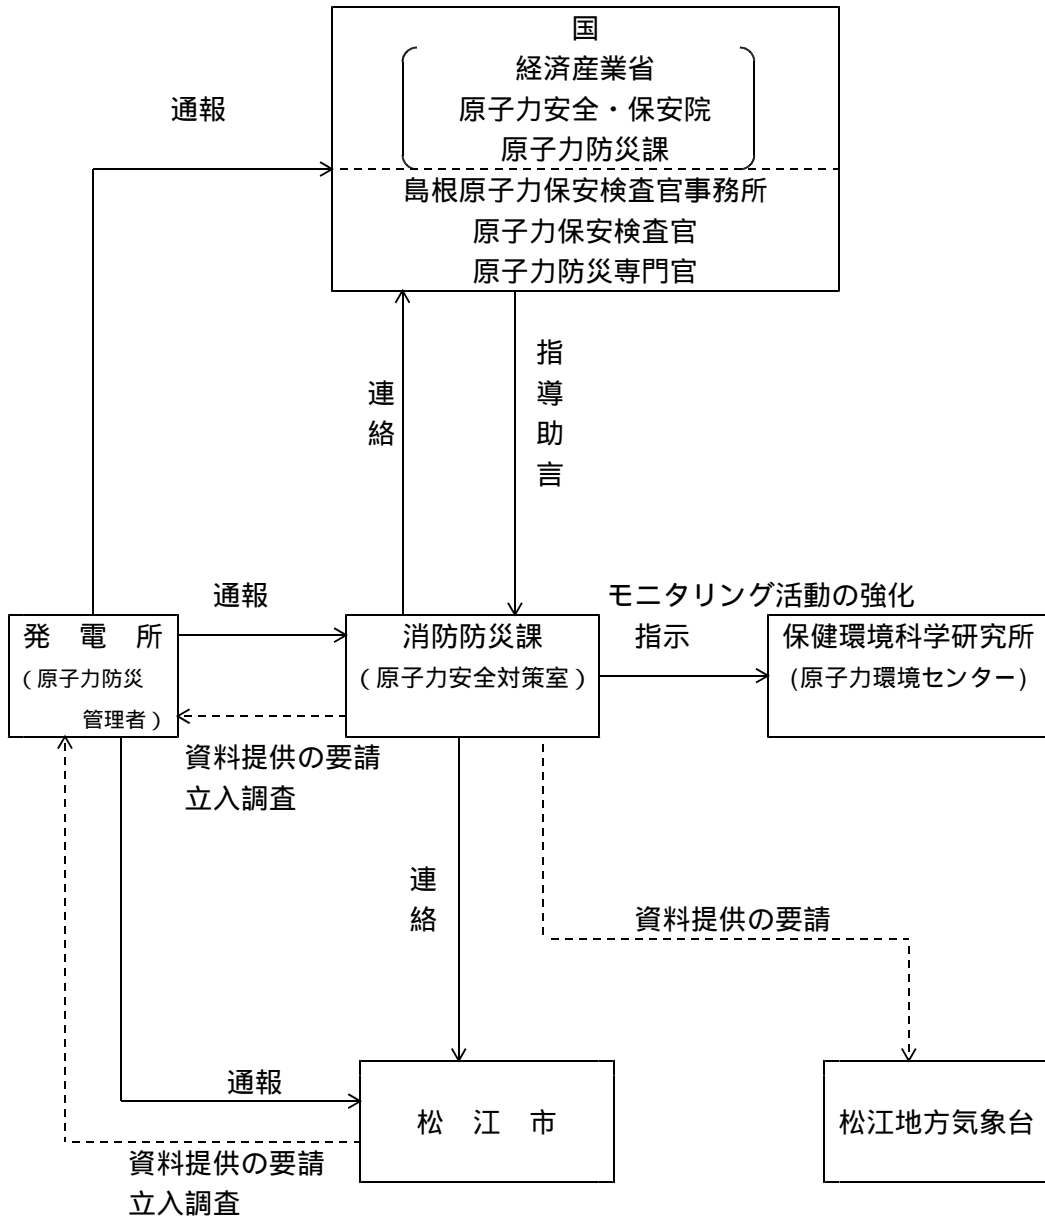 国
経済産業省
原子力安全・保安院
原子力防災課
通報
島根原子力保安検査官事務所
原子力保安検査官
原子力防災専門官
連絡
指導助言
通報
モニタリング活動の強化
指示
発　電　所
（原子力防災
管理者）
消防防災課
（原子力安全対策室）
保健環境科学研究所
(原子力環境センター)
資料提供の要請
立入調査
連絡
資料提供の要請
通報
松　江　市
松江地方気象台
資料提供の要請
立入調査